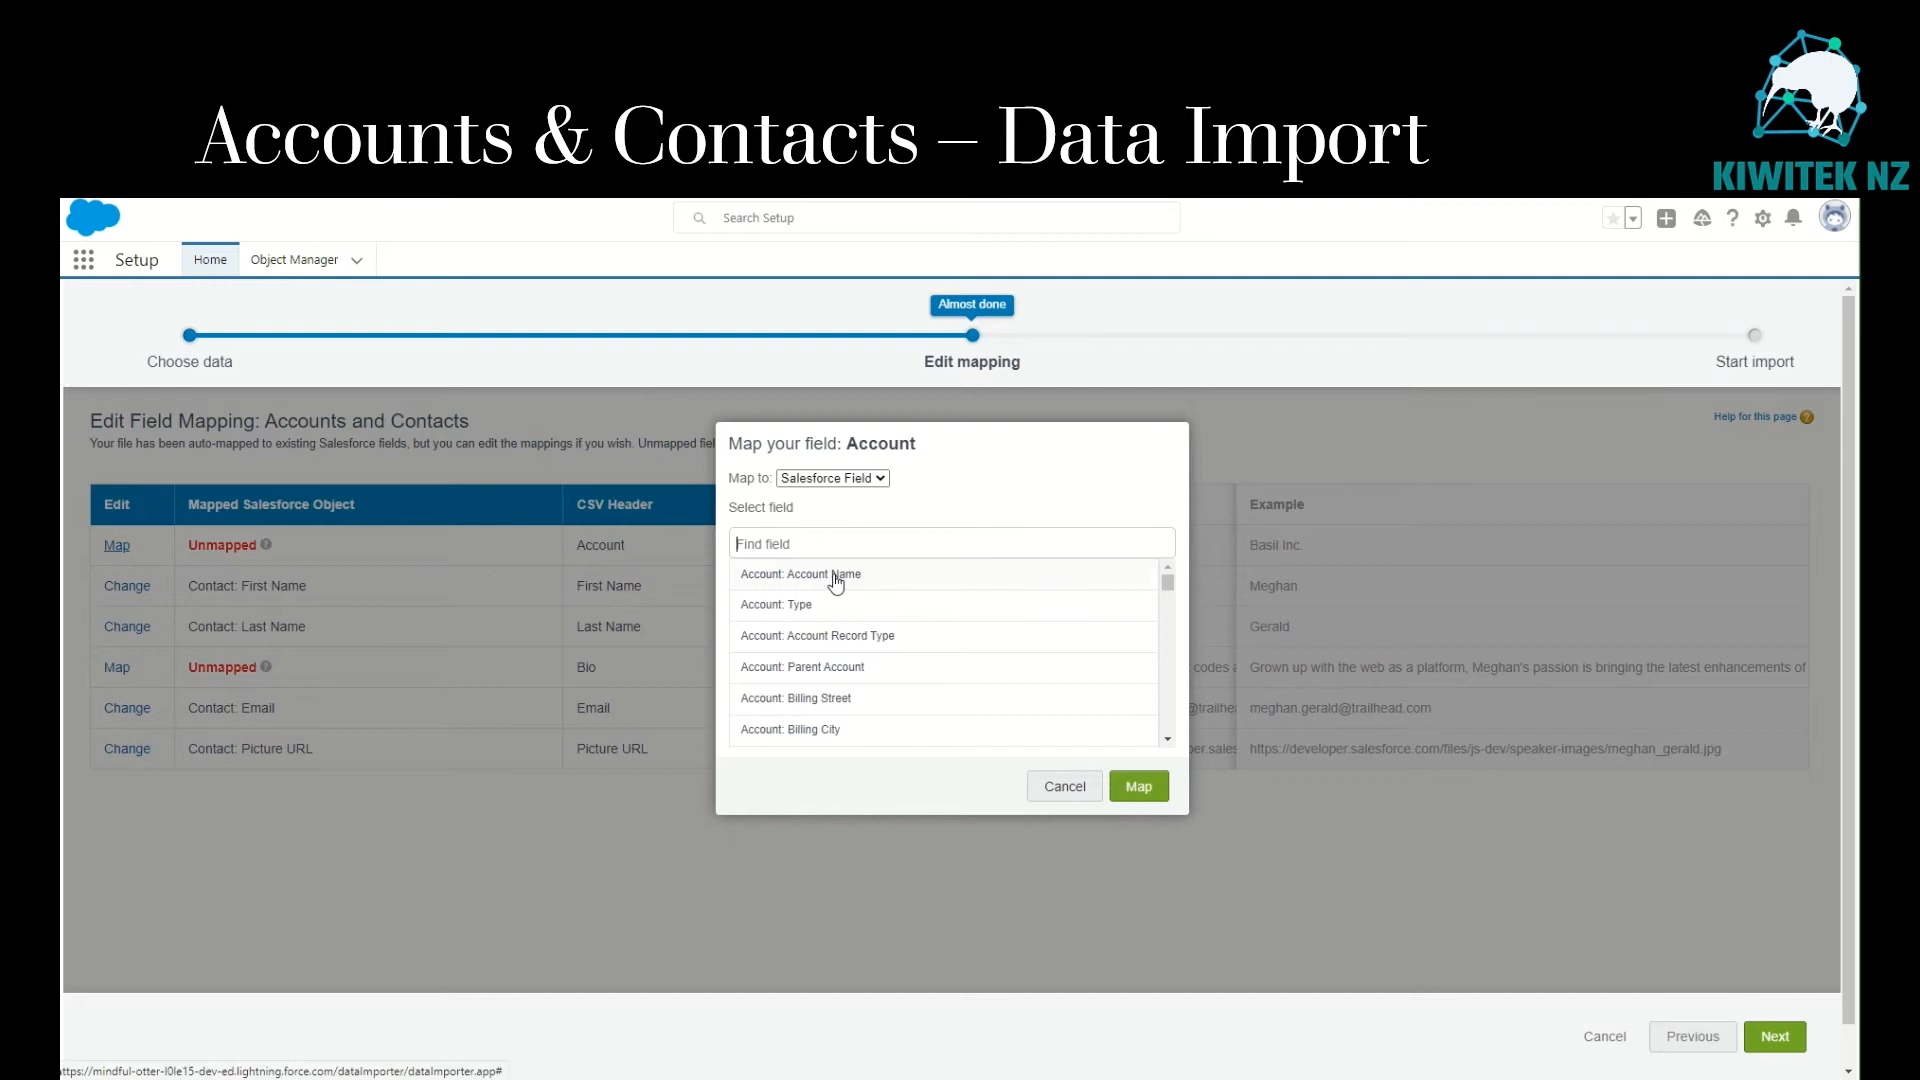 Accounts & Contacts – Data Import
KIWITEK NZ
Search Setup
Setup
Home
Object Manager
Almost done
Choose data
Edit mapping
Start import
Edit Field Mapping: Accounts and Contacts
Help for this page
Your file has been auto-mapped to existing Salesforce fields, but you can edit the mappings if you wish. Unmapped
Edit Mapped Salesforce Object CSV Header Example
Map Unmapped Account Basil Inc.
Change Contact: First Name First Name Meghan
Change Contact: Last Name Last Name Gerald
Map Unmapped Bio codes Grown up with the web as a platform, Meghan's passion is bringing the latest enhancements of
Change Contact: Email Email meghan.gerald@trailhead.com
Change Contact: Picture URL Picture URL https://developer.salesforce.com/files/js-dev/speaker-images/meghan_gerald.jpg
Map your field: Account
Map to: Salesforce Field
Select field
Find field
Account: Account Name
Account: Type
Account: Account Record Type
Account: Parent Account
Account: Billing Street
Account: Billing City
Cancel
Map
Cancel
Previous
Next
ttps://mindful-otter-l0le15-dev-ed.lightning.force.com/dataImporter/dataImporter.app#